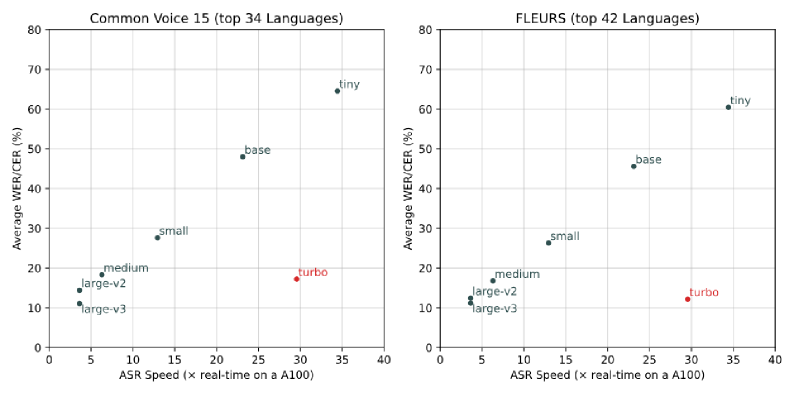 Common Voice 15 (top 34 Languages)
Average WER/CER (%)
80
70
60
50
40
30
20
10
0
tiny
base
small
medium
large-v2
large-v3
turbo
0 5 10 15 20 25 30 35 40
ASR Speed (× real-time on a A100)
FLEURS (top 42 Languages)
Average WER/CER (%)
80
70
60
50
40
30
20
10
0
tiny
base
small
medium
large-v2
large-v3
turbo
0 5 10 15 20 25 30 35 40
ASR Speed (× real-time on a A100)